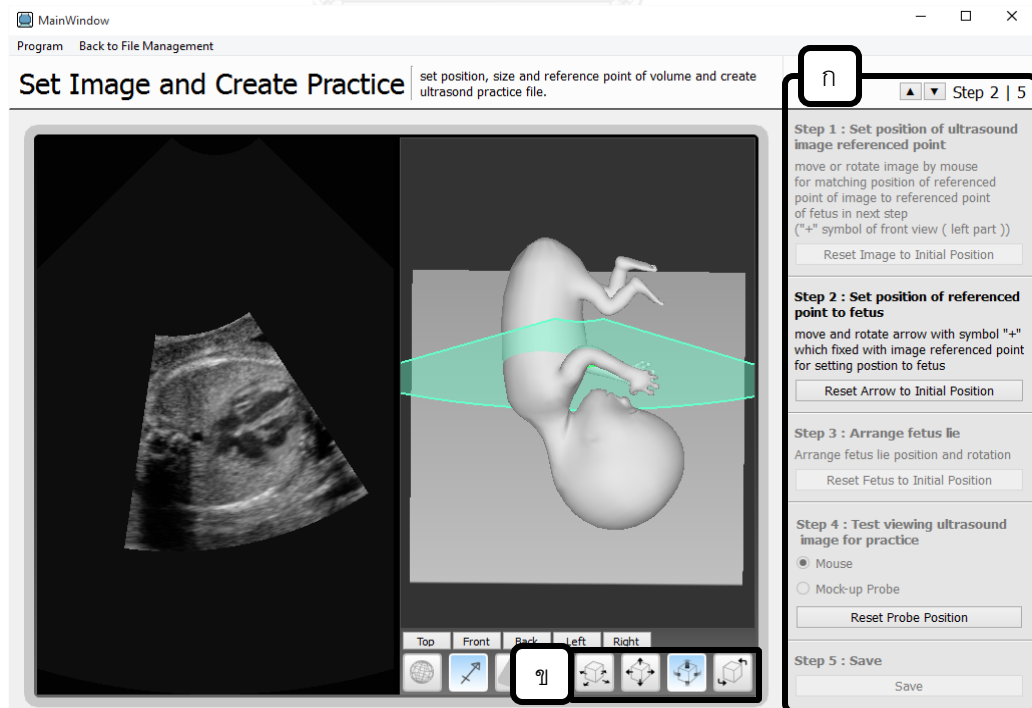 MainWindow
Program Back to File Management
Set Image and Create Practice
set position, size and reference point of volume and create
ultrasond practice file.
ก
▲ ▼ Step 2 | 5
Step 1 : Set position of ultrasound
image referenced point
move or rotate image by mouse
for matching position of referenced
point of image to referenced point
of fetus in next step
("+" symbol of front view ( left part ))
Reset Image to Initial Position
Step 2 : Set position of referenced
point to fetus
move and rotate arrow with symbol "+"
which fixed with image referenced point
for setting postion to fetus
Reset Arrow to Initial Position
Step 3 : Arrange fetus lie
Arrange fetus lie position and rotation
Reset Fetus to Initial Position
Step 4 : Test viewing ultrasound
image for practice
Mouse
Mock-up Probe
Reset Probe Position
Step 5 : Save
Save
Top Front Back Left Right
ข